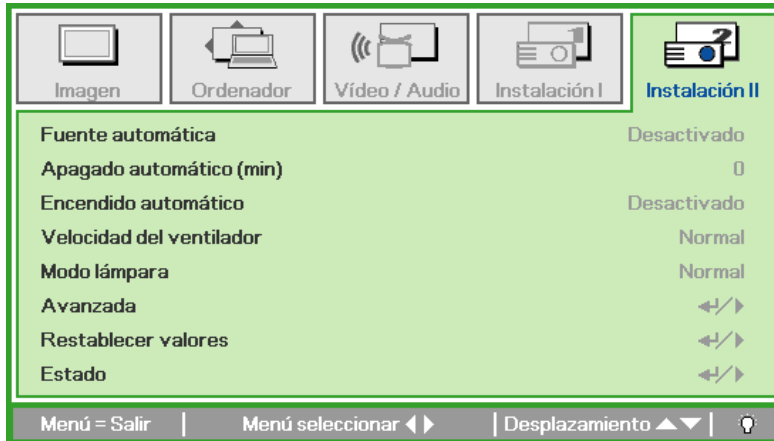 Imagen
Ordenador
Vídeo / Audio
Instalación I
Instalación II
Fuente automática Desactivado
Apagado automático (min) 0
Encendido automático Desactivado
Velocidad del ventilador Normal
Modo lámpara Normal
Avanzada
Restablecer valores
Estado
Menú = Salir Menú seleccionar Desplazamiento